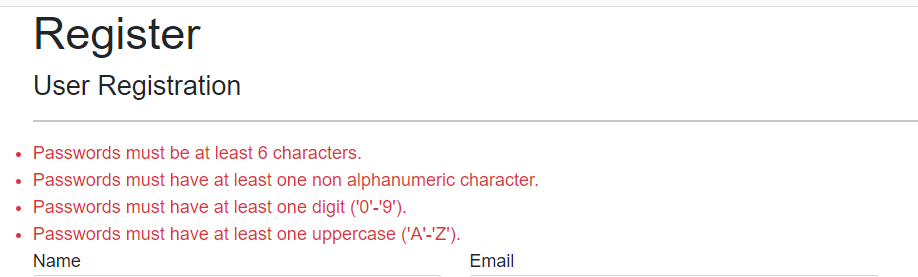 Register
User Registration
Passwords must be at least 6 characters.
Passwords must have at least one non alphanumeric character.
Passwords must have at least one digit ('0'-'9').
Passwords must have at least one uppercase ('A'-'Z').
Name Email